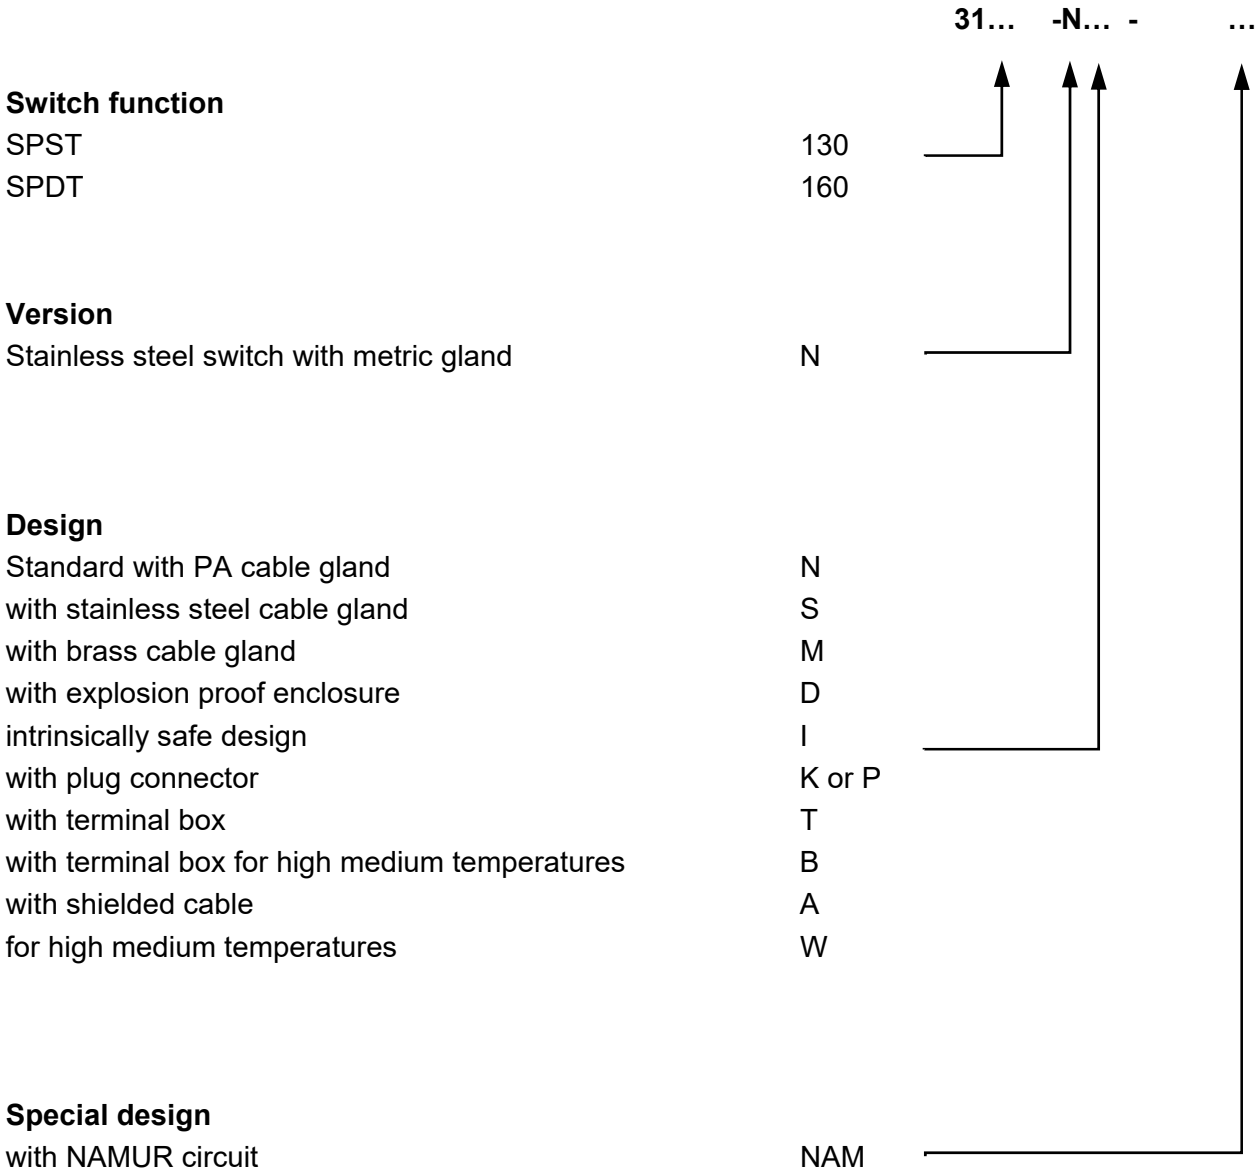 31… -N… - …
Switch function
SPST 130
SPDT 160
Version
Stainless steel switch with metric gland N
Design
Standard with PA cable gland N
with stainless steel cable gland S
with brass cable gland M
with explosion proof enclosure D
intrinsically safe design I
with plug connector K or P
with terminal box T
with terminal box for high medium temperatures B
with shielded cable A
for high medium temperatures W
Special design
with NAMUR circuit NAM